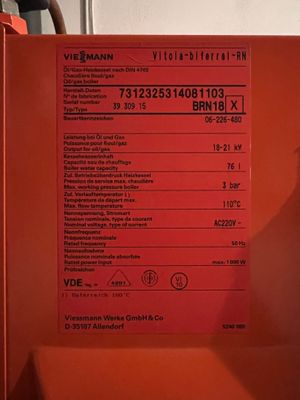 VIESMANN Vitola-biferral-RN
Öl/Gas-Heizkessel nach DIN 4702
Chaudière fioul/gaz
Oil/gas boiler
Herstell-Daten
N° de fabrication
Serial number
7312325314081103
Typ/Type 39 309 15 BRN18 X
Bauartkennzeichen 06-226-480
Leistung bei Öl und Gas
Puissance pour fioul/gaz
Output for oil/gas 18-21 kW
Kesselwasserinhalt
Capacité eau de chauffage
Boiler water capacity 76 l
Zul. Betriebsüberdruck Heizkessel
Pression de service max. chaudière
Max. working pressure boiler 3 bar
Zul. Vorlauftemperatur 1)
Température de départ max.
Max. flow temperature 110°C
Nennspannung, Stromart
Tension nominale, type de courant
Nominal voltage, type of current AC220V~
Nennfrequenz
Fréquence nominale
Rated frequency 50 Hz
Nennaufnahme
Puissance nominale absorbée
Rated power input max. 1000 W
Prüfzeichen
VDE
1) Österreich 100°C
Viessmann Werke GmbH & Co
D-35107 Allendorf